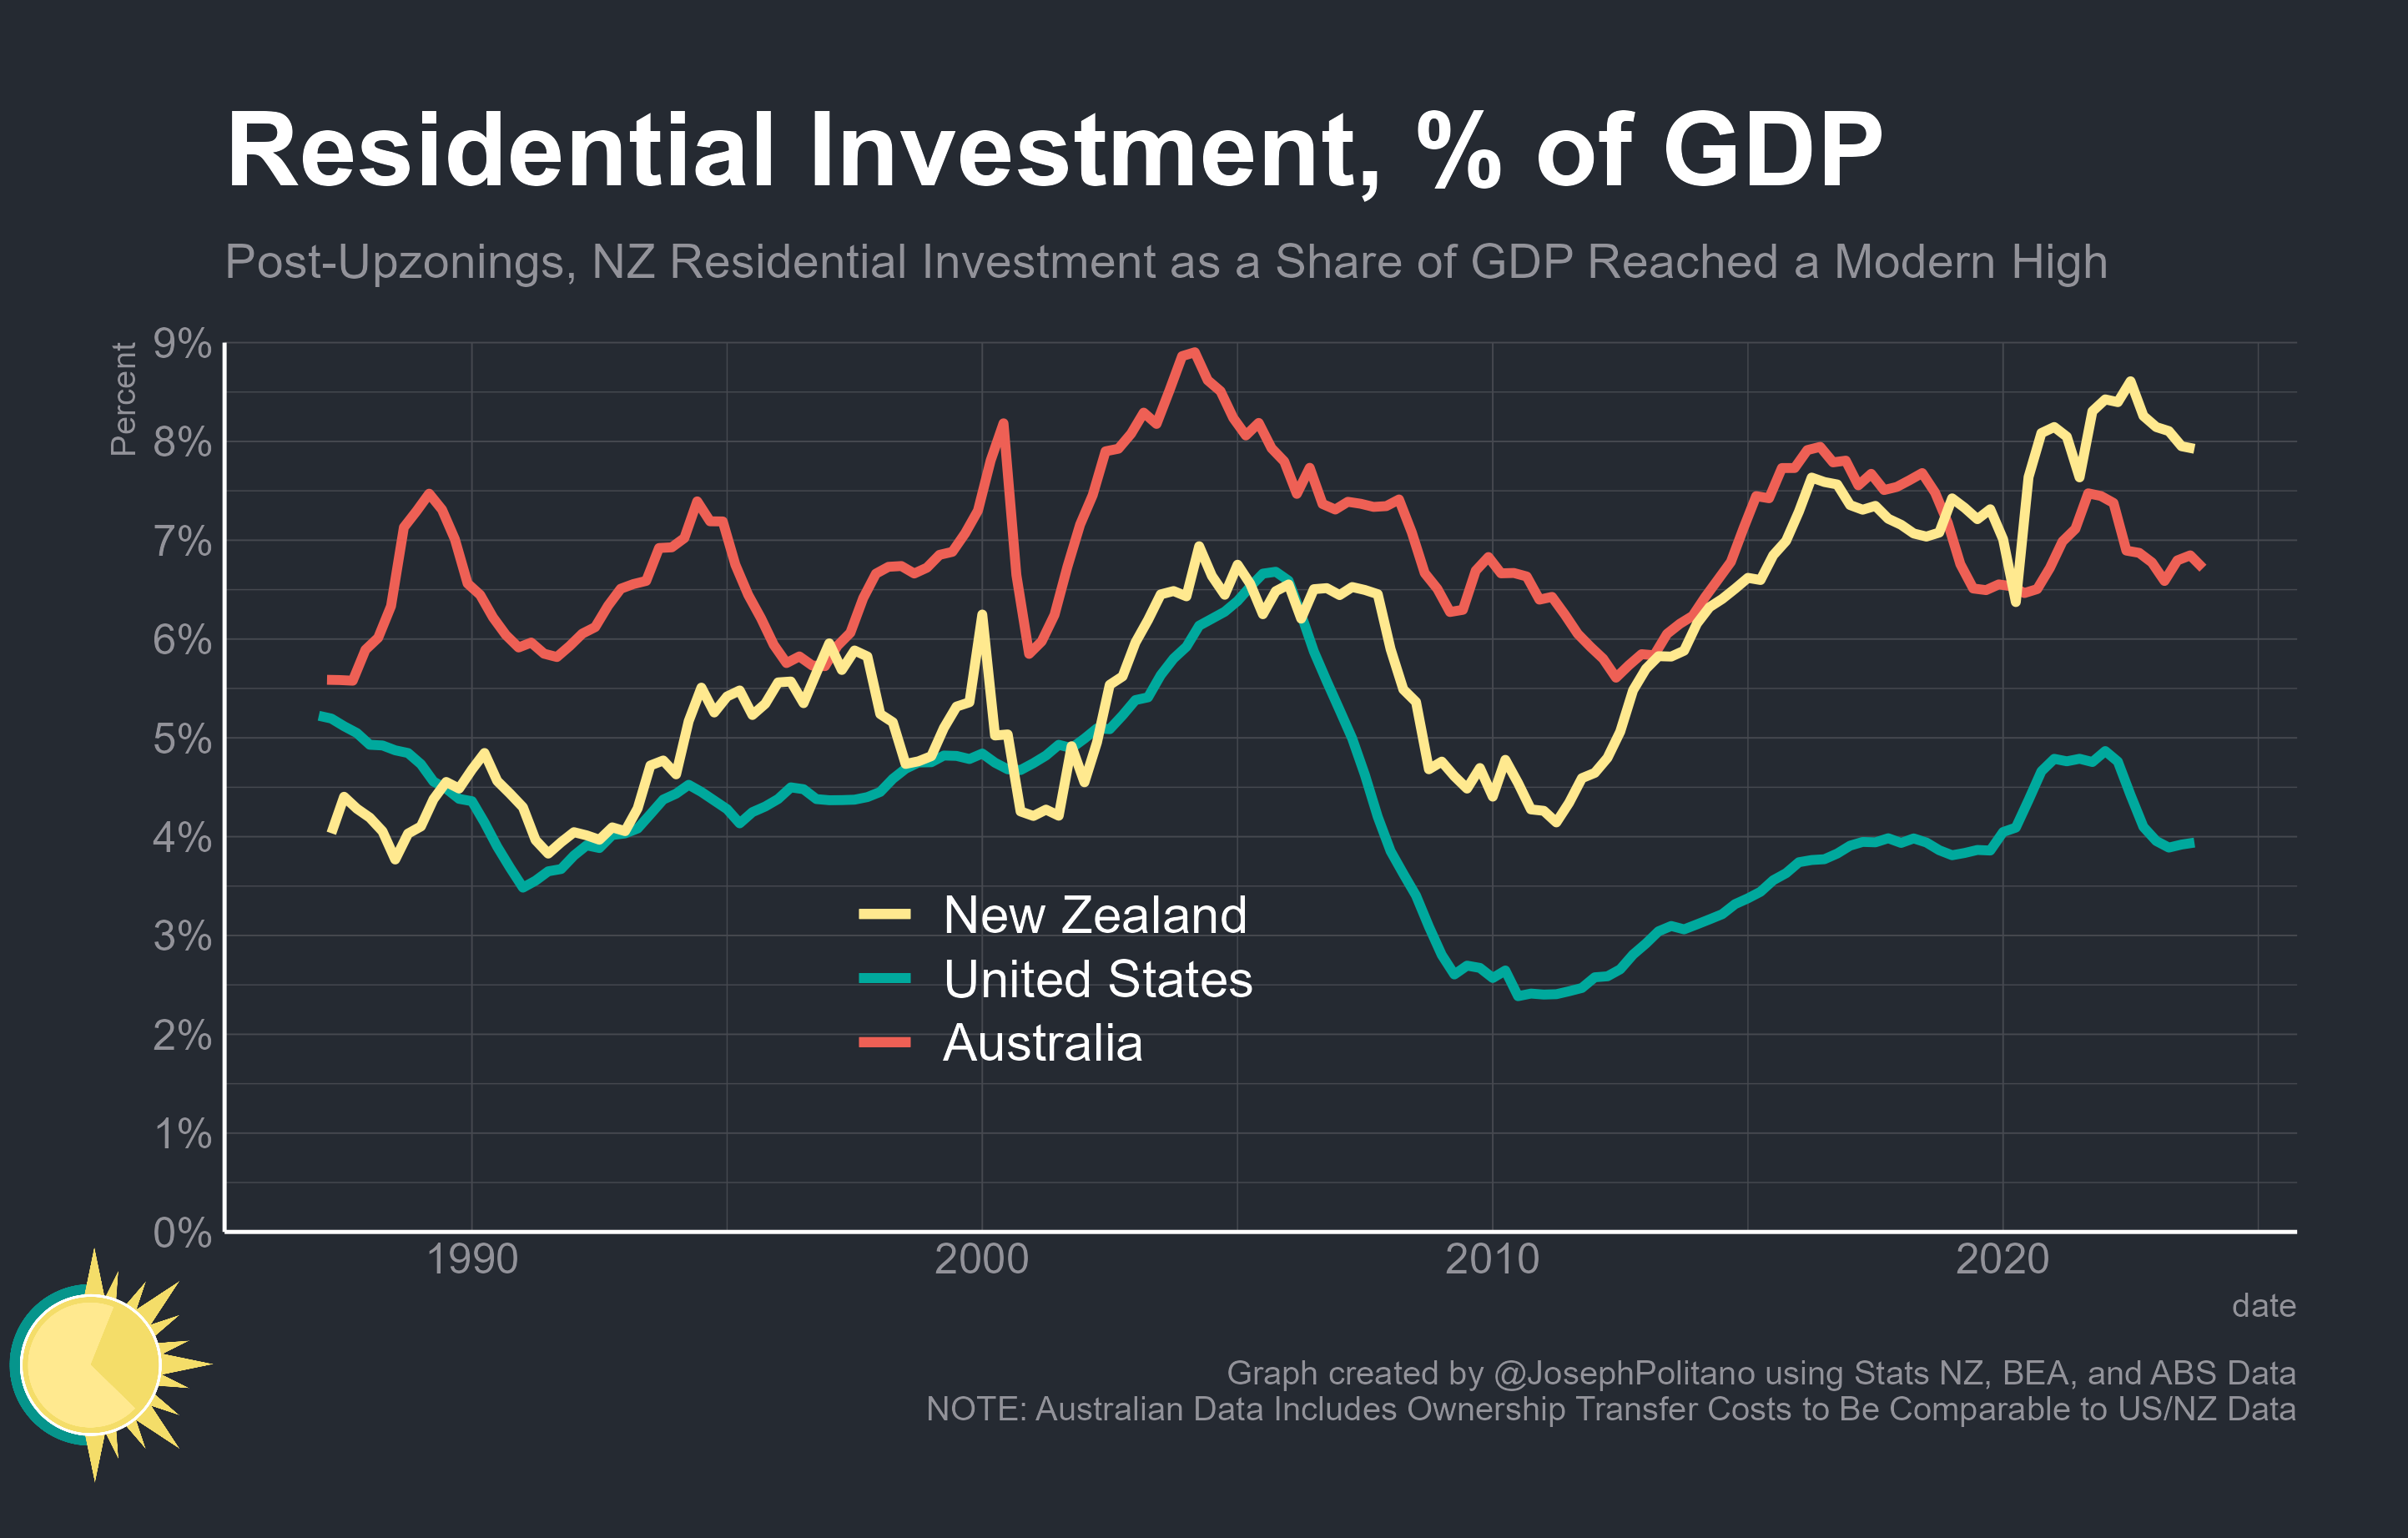 Residential Investment, % of GDP
Post-Upzonings, NZ Residential Investment as a Share of GDP Reached a Modern High
Percent
9%
8%
7%
6%
5%
4%
3%
2%
1%
0%
New Zealand
United States
Australia
1990 2000 2010 2020
date
Graph created by @JosephPolitano using Stats NZ, BEA, and ABS Data
NOTE: Australian Data Includes Ownership Transfer Costs to Be Comparable to US/NZ Data